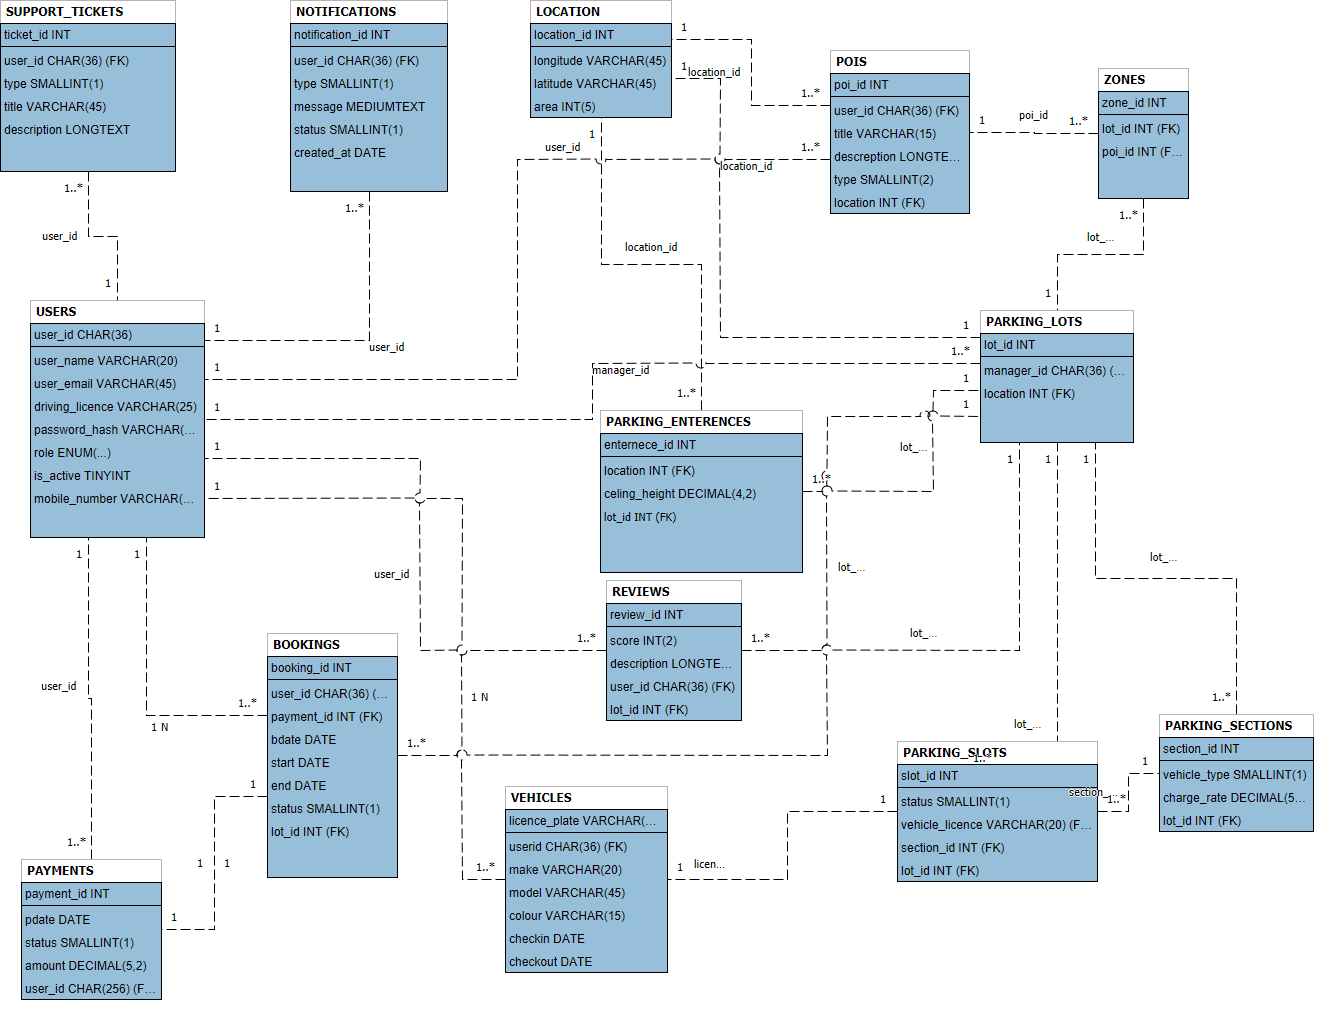 SUPPORT_TICKETS
ticket_id INT
user_id CHAR(36) (FK)
type SMALLINT(1)
title VARCHAR(45)
description LONGTEXT
NOTIFICATIONS
notification_id INT
user_id CHAR(36) (FK)
type SMALLINT(1)
message MEDIUMTEXT
status SMALLINT(1)
created_at DATE
LOCATION
location_id INT
longitude VARCHAR(45)
latitude VARCHAR(45)
area INT(5)
POIS
poi_id INT
user_id CHAR(36) (FK)
title VARCHAR(15)
descreption LONGTE...
type SMALLINT(2)
location INT (FK)
ZONES
zone_id INT
lot_id INT (FK)
poi_id INT (F...
1
1
location_id
1..*
1
poi_id
1..*
1
user_id
1..*
location_id
1..*
user_id
1
1..*
1..*
lot_...
1
location_id
USERS
user_id CHAR(36)
user_name VARCHAR(20)
user_email VARCHAR(45)
driving_licence VARCHAR(25)
password_hash VARCHAR(...
role ENUM(...)
is_active TINYINT
mobile_number VARCHAR(...
1
user_id
1
1
1
1
manager_id
1..*
PARKING_LOTS
lot_id INT
manager_id CHAR(36) (...
location INT (FK)
1
1..*
1
1
PARKING_ENTERENCES
enternece_id INT
location INT (FK)
celing_height DECIMAL(4,2)
lot_id INT (FK)
lot_...
1..*
1
1
1
1
1
user_id
lot_...
lot_...
REVIEWS
review_id INT
score INT(2)
description LONGTE...
user_id CHAR(36) (FK)
lot_id INT (FK)
1..*
1..*
lot_...
BOOKINGS
booking_id INT
user_id CHAR(36) (...
payment_id INT (FK)
bdate DATE
start DATE
end DATE
status SMALLINT(1)
lot_id INT (FK)
user_id
1..*
1 N
1 N
1..*
1
1
1
1
lot_...
1..*
1..*
PARKING_SECTIONS
section_id INT
vehicle_type SMALLINT(1)
charge_rate DECIMAL(5...
lot_id INT (FK)
PARKING_SLOTS
slot_id INT
status SMALLINT(1)
vehicle_licence VARCHAR(20) (F...
section_id INT (FK)
lot_id INT (FK)
1
section_...
1..*
VEHICLES
licence_plate VARCHAR(...
userid CHAR(36) (FK)
make VARCHAR(20)
model VARCHAR(45)
colour VARCHAR(15)
checkin DATE
checkout DATE
1..*
1
licen...
1
1..*
PAYMENTS
payment_id INT
pdate DATE
status SMALLINT(1)
amount DECIMAL(5,2)
user_id CHAR(256) (F...